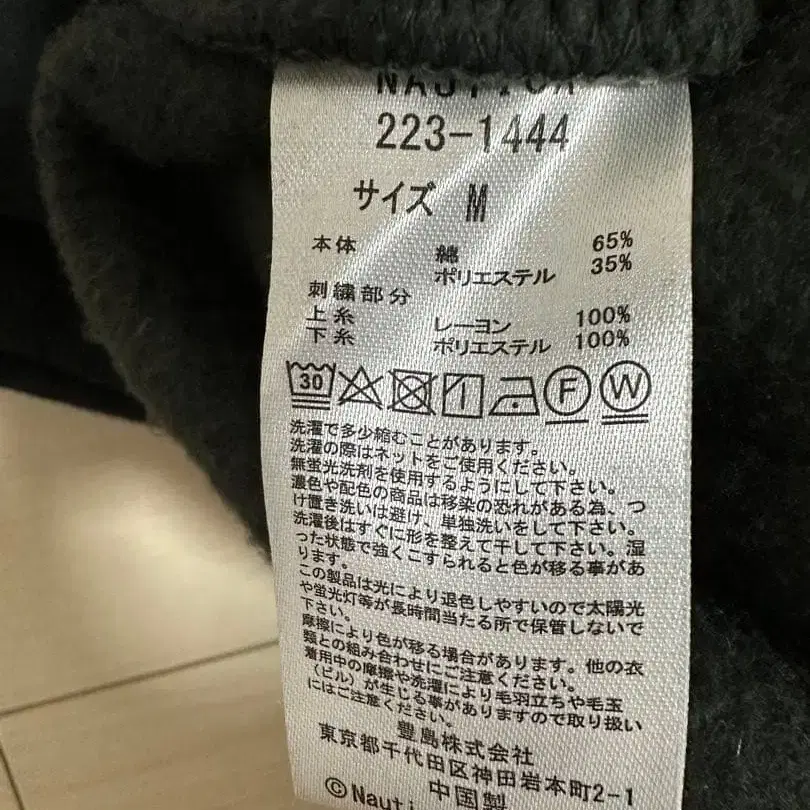 NAUTICA
223-1444
サイズ M
本体 綿 65%
ポリエステル 35%
刺繍部分
上糸 レーヨン 100%
下糸 ポリエステル 100%
30 F W
洗濯で多少縮むことがあります。
洗濯の際はネットをご使用ください。
無蛍光洗剤を使用するようにして下さい。
濃色や配色の商品は移染の恐れがある為、つ
け置き洗いは避け、単独洗いをして下さい。
洗濯後はすぐに形を整えて干して下さい。湿
った状態で強くこすられると色が移る事があ
ります。
この製品は光により退色しやすいので太陽光
や蛍光灯等が長時間当たる所で保管しないで
下さい。
摩擦により色が移る場合があります。他の衣
類との組み合わせにご注意ください。
着用中の摩擦や洗濯により毛羽立ちや毛玉
(ピル)が生じる事がありますので取り扱い
にはご注意ください。
豊島株式会社
東京都千代田区神田岩本町2-1
中国製
©Nauti